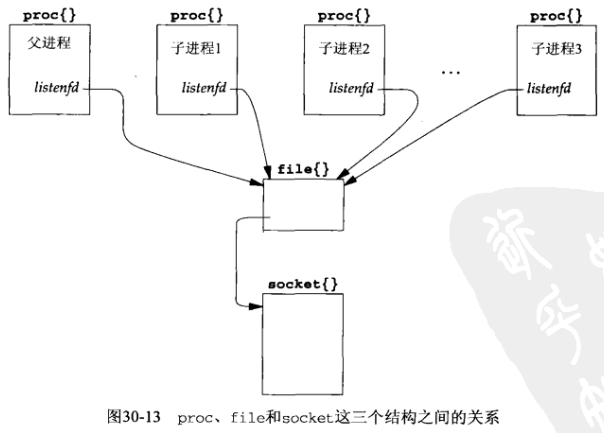 proc{} proc{} proc{} proc{}
父进程 子进程1 子进程2 子进程3
...
listenfd listenfd listenfd listenfd
file{}
socket{}
图30-13 proc、file和socket这三个结构之间的关系